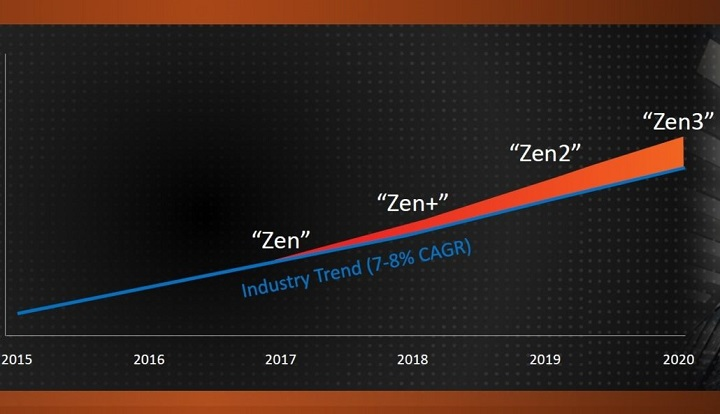 “Zen3”
“Zen2”
“Zen+”
“Zen”
Industry Trend (7-8% CAGR)
2015 2016 2017 2018 2019 2020